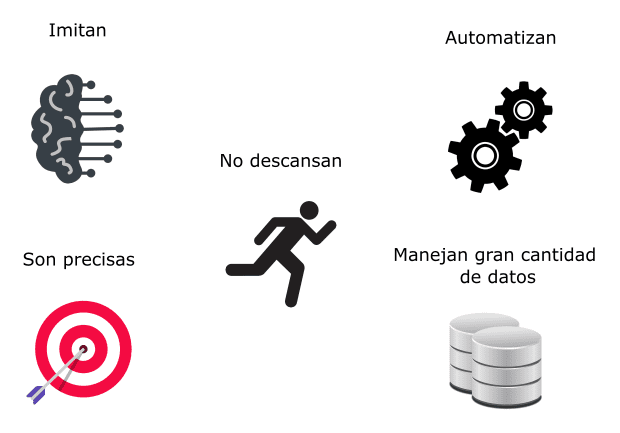 Imitan
Automatizan
No descansan
Son precisas
Manejan gran cantidad
de datos